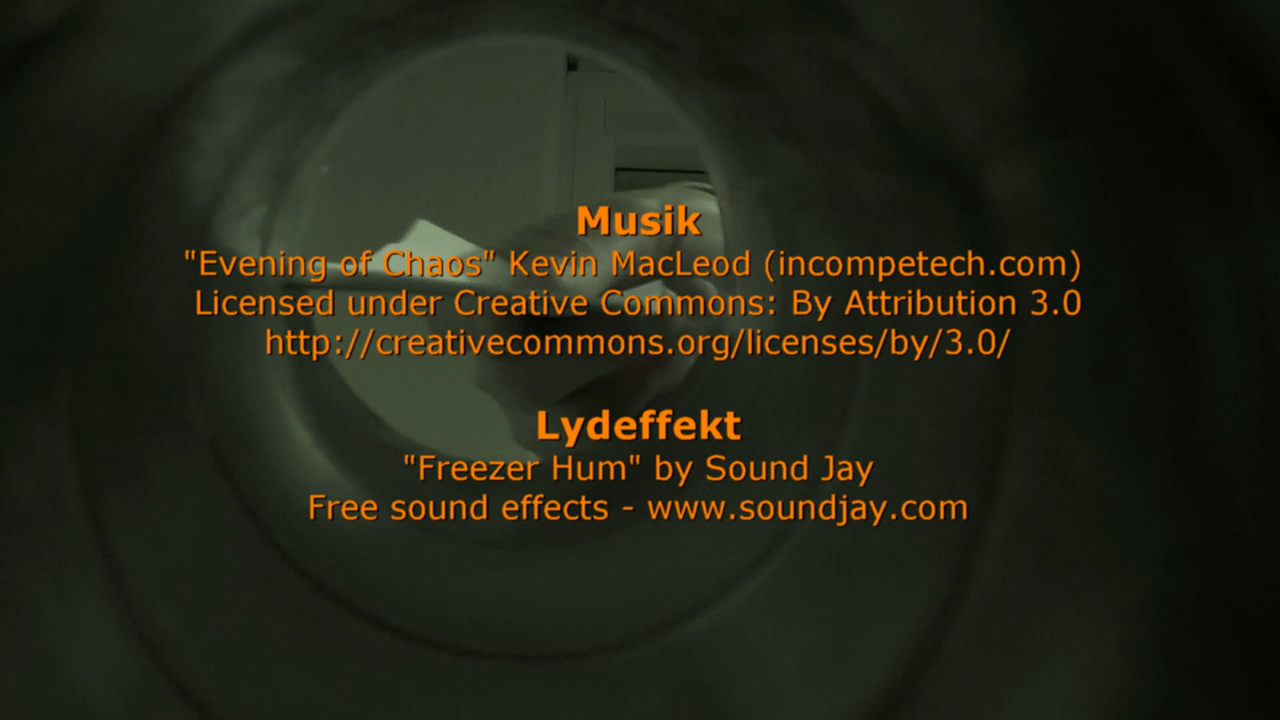 Musik
"Evening of Chaos" Kevin MacLeod (incompetech.com)
Licensed under Creative Commons: By Attribution 3.0
http://creativecommons.org/licenses/by/3.0/
Lydeffekt
"Freezer Hum" by Sound Jay
Free sound effects - www.soundjay.com